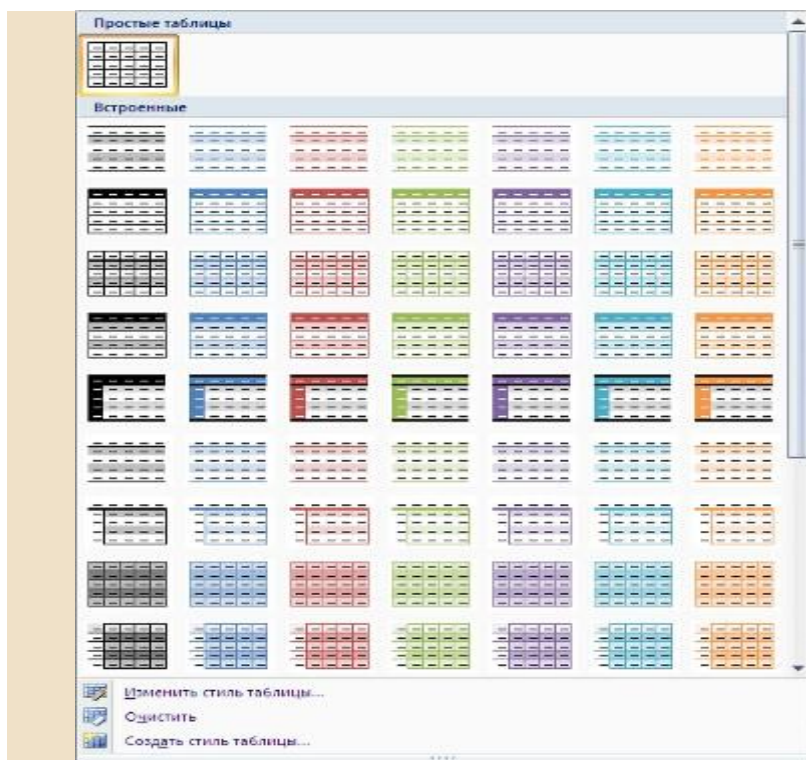 Простые таблицы
Встроенные
Изменить стиль таблицы...
Очистить
Создать стиль таблицы...